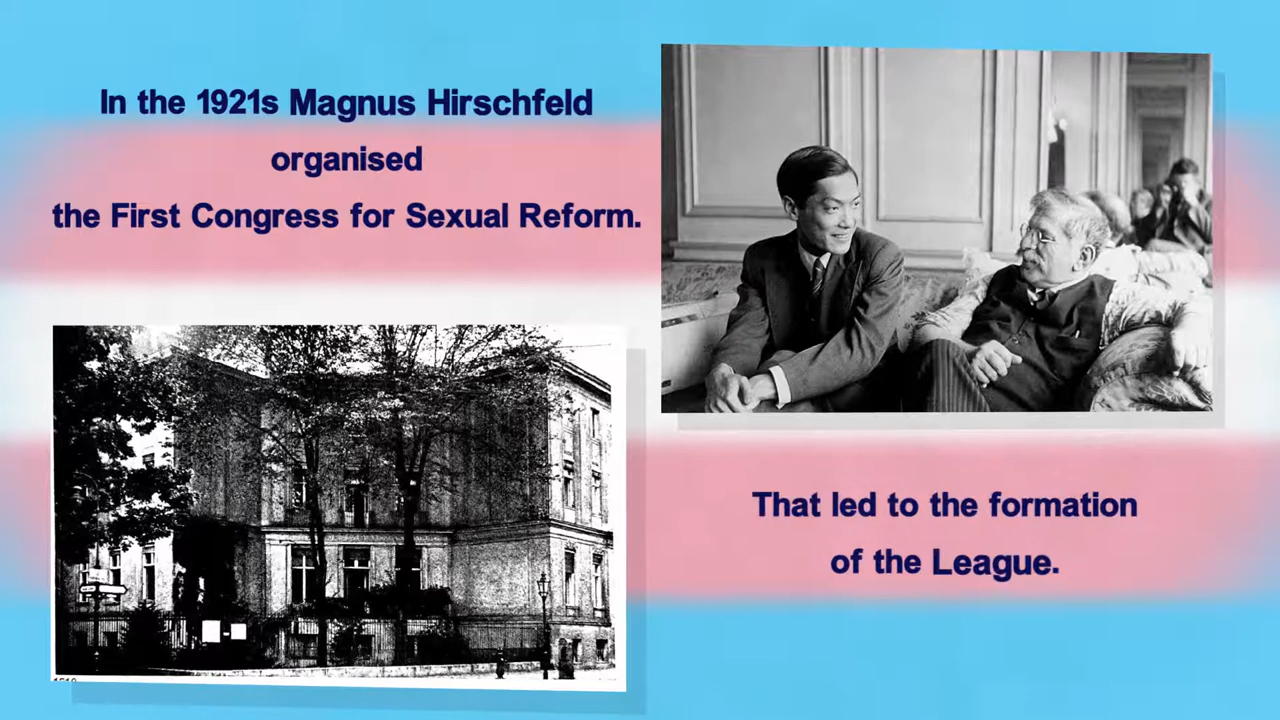 In the 1921s Magnus Hirschfeld
organised
the First Congress for Sexual Reform.
That led to the formation
of the League.